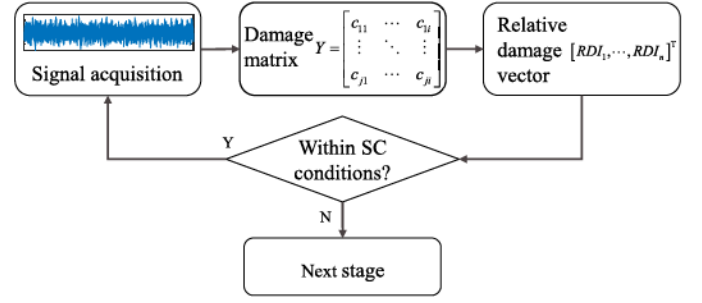 Signal acquisition
Damage
matrix
Y = [c₁₁ ⋯ c₁ᵢ
⋮ ⋱ ⋮
cⱼ₁ ⋯ cⱼᵢ]
Relative
damage [RDI₁,⋯,RDIₙ]ᵀ
vector
Y
Within SC
conditions?
N
Next stage